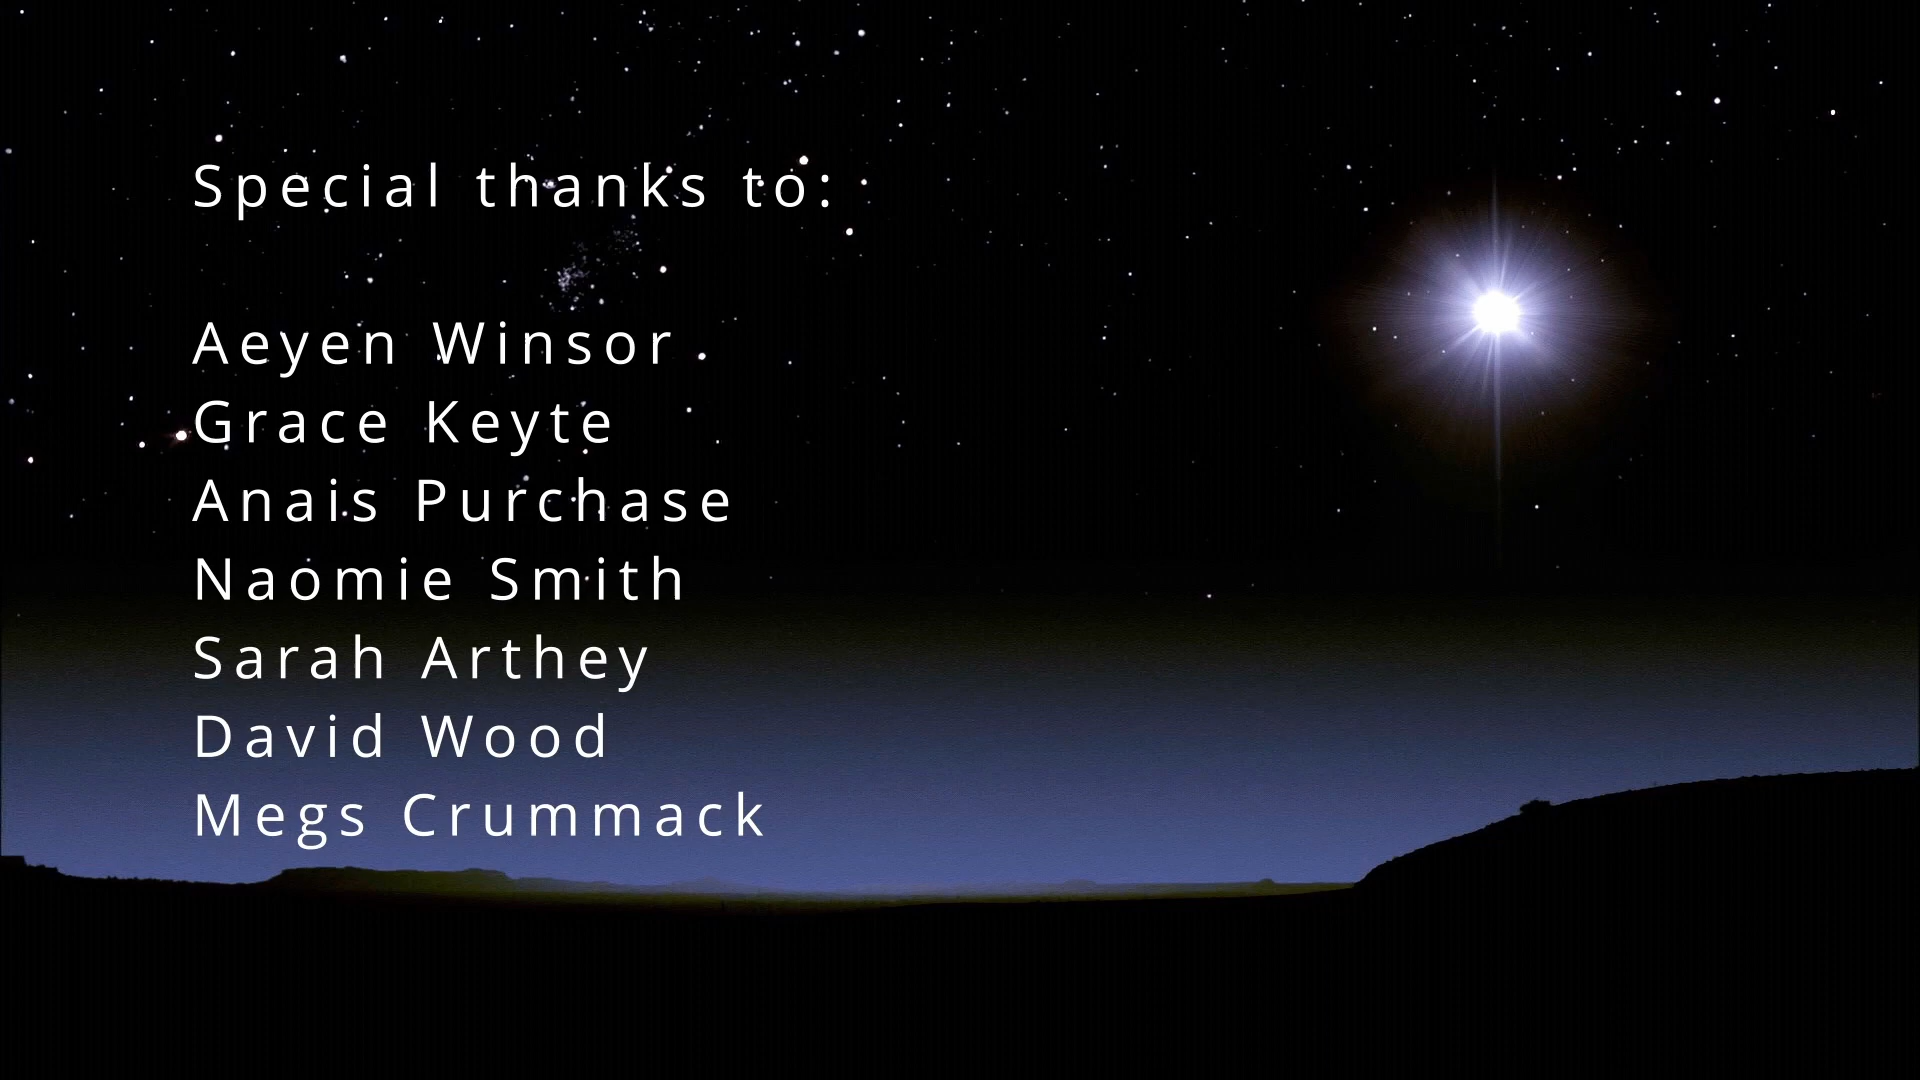 Special thanks to:
Aeyen Winsor
Grace Keyte
Anais Purchase
Naomie Smith
Sarah Arthey
David Wood
Megs Crummack